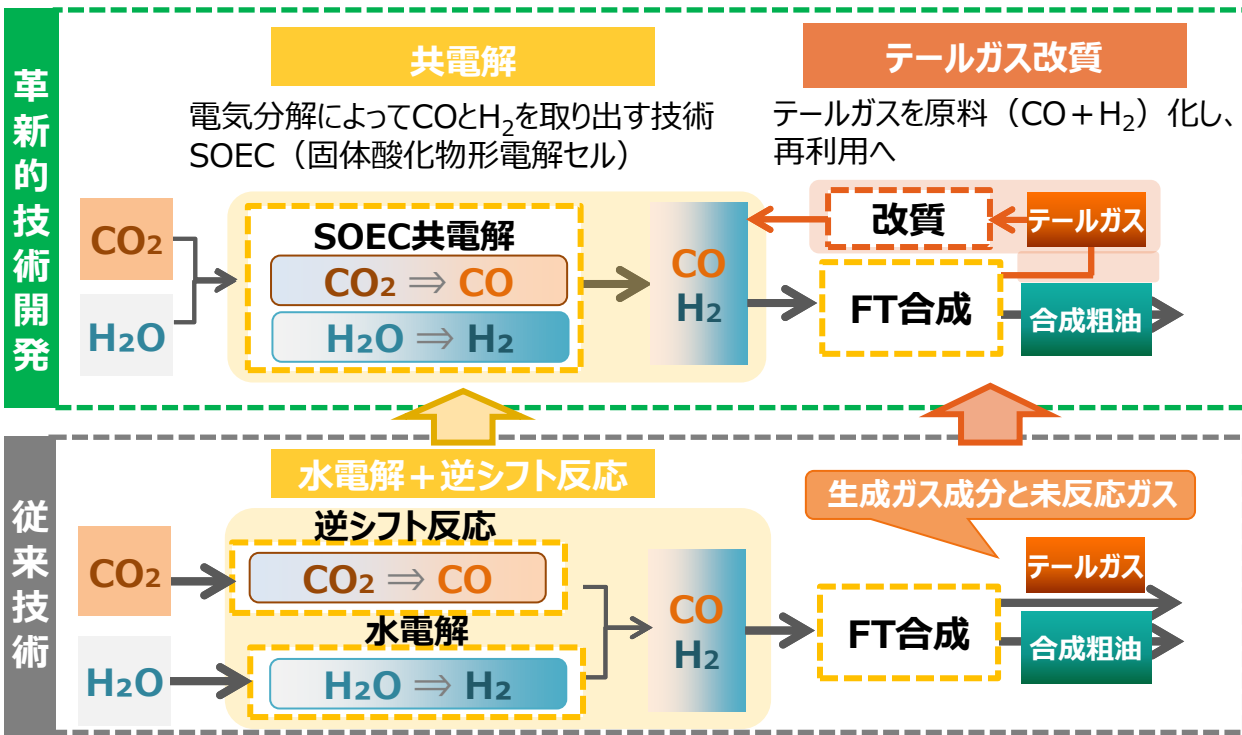 革新的技術開発
共電解
電気分解によってCOとH₂を取り出す技術
SOEC（固体酸化物形電解セル）
CO₂
H₂O
SOEC共電解
CO₂ ⇒ CO
H₂O ⇒ H₂
CO
H₂
テールガス改質
テールガスを原料（CO＋H₂）化し、
再利用へ
改質
テールガス
FT合成
合成粗油
従来技術
水電解＋逆シフト反応
CO₂
H₂O
逆シフト反応
CO₂ ⇒ CO
水電解
H₂O ⇒ H₂
CO
H₂
生成ガス成分と未反応ガス
テールガス
FT合成
合成粗油